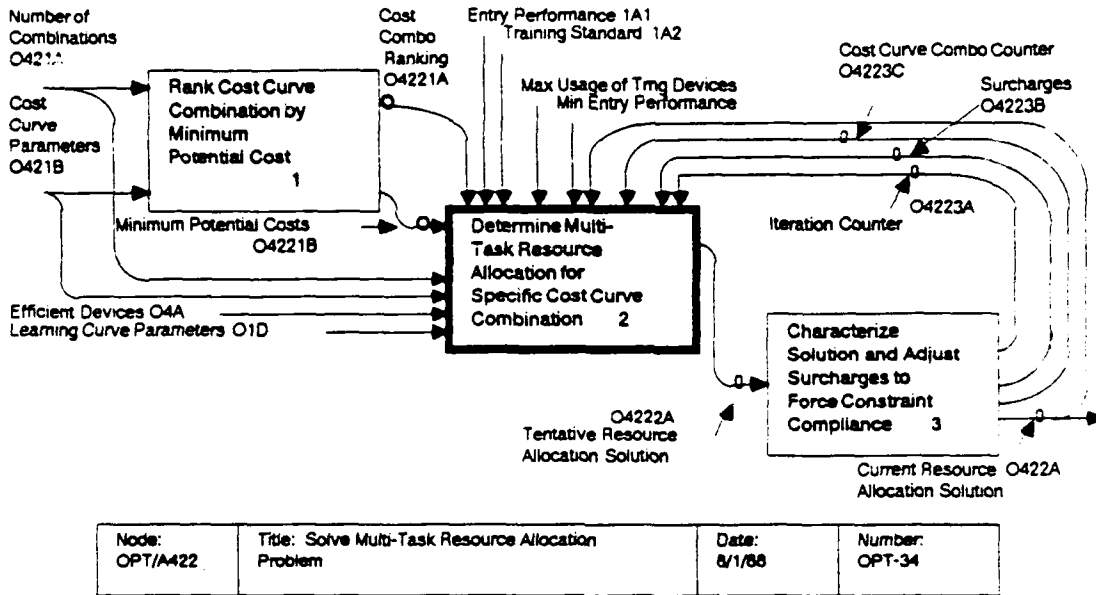 Number of
Combinations
O421A
Cost
Curve
Parameters
O421B
Rank Cost Curve
Combination by
Minimum
Potential Cost
1
Cost
Combo
Ranking
O4221A
Entry Performance 1A1
Training Standard 1A2
Max Usage of Trng Devices
Min Entry Performance
Cost Curve Combo Counter
O4223C
Surcharges
O4223B
O4223A
Iteration Counter
Minimum Potential Costs
O4221B
Efficient Devices O4A
Learning Curve Parameters O1D
Determine Multi-
Task Resource
Allocation for
Specific Cost Curve
Combination 2
Characterize
Solution and Adjust
Surcharges to
Force Constraint
Compliance 3
O4222A
Tentative Resource
Allocation Solution
Current Resource O422A
Allocation Solution
Node:
OPT/A422
Title: Solve Multi-Task Resource Allocation
Problem
Date:
8/1/88
Number:
OPT-34